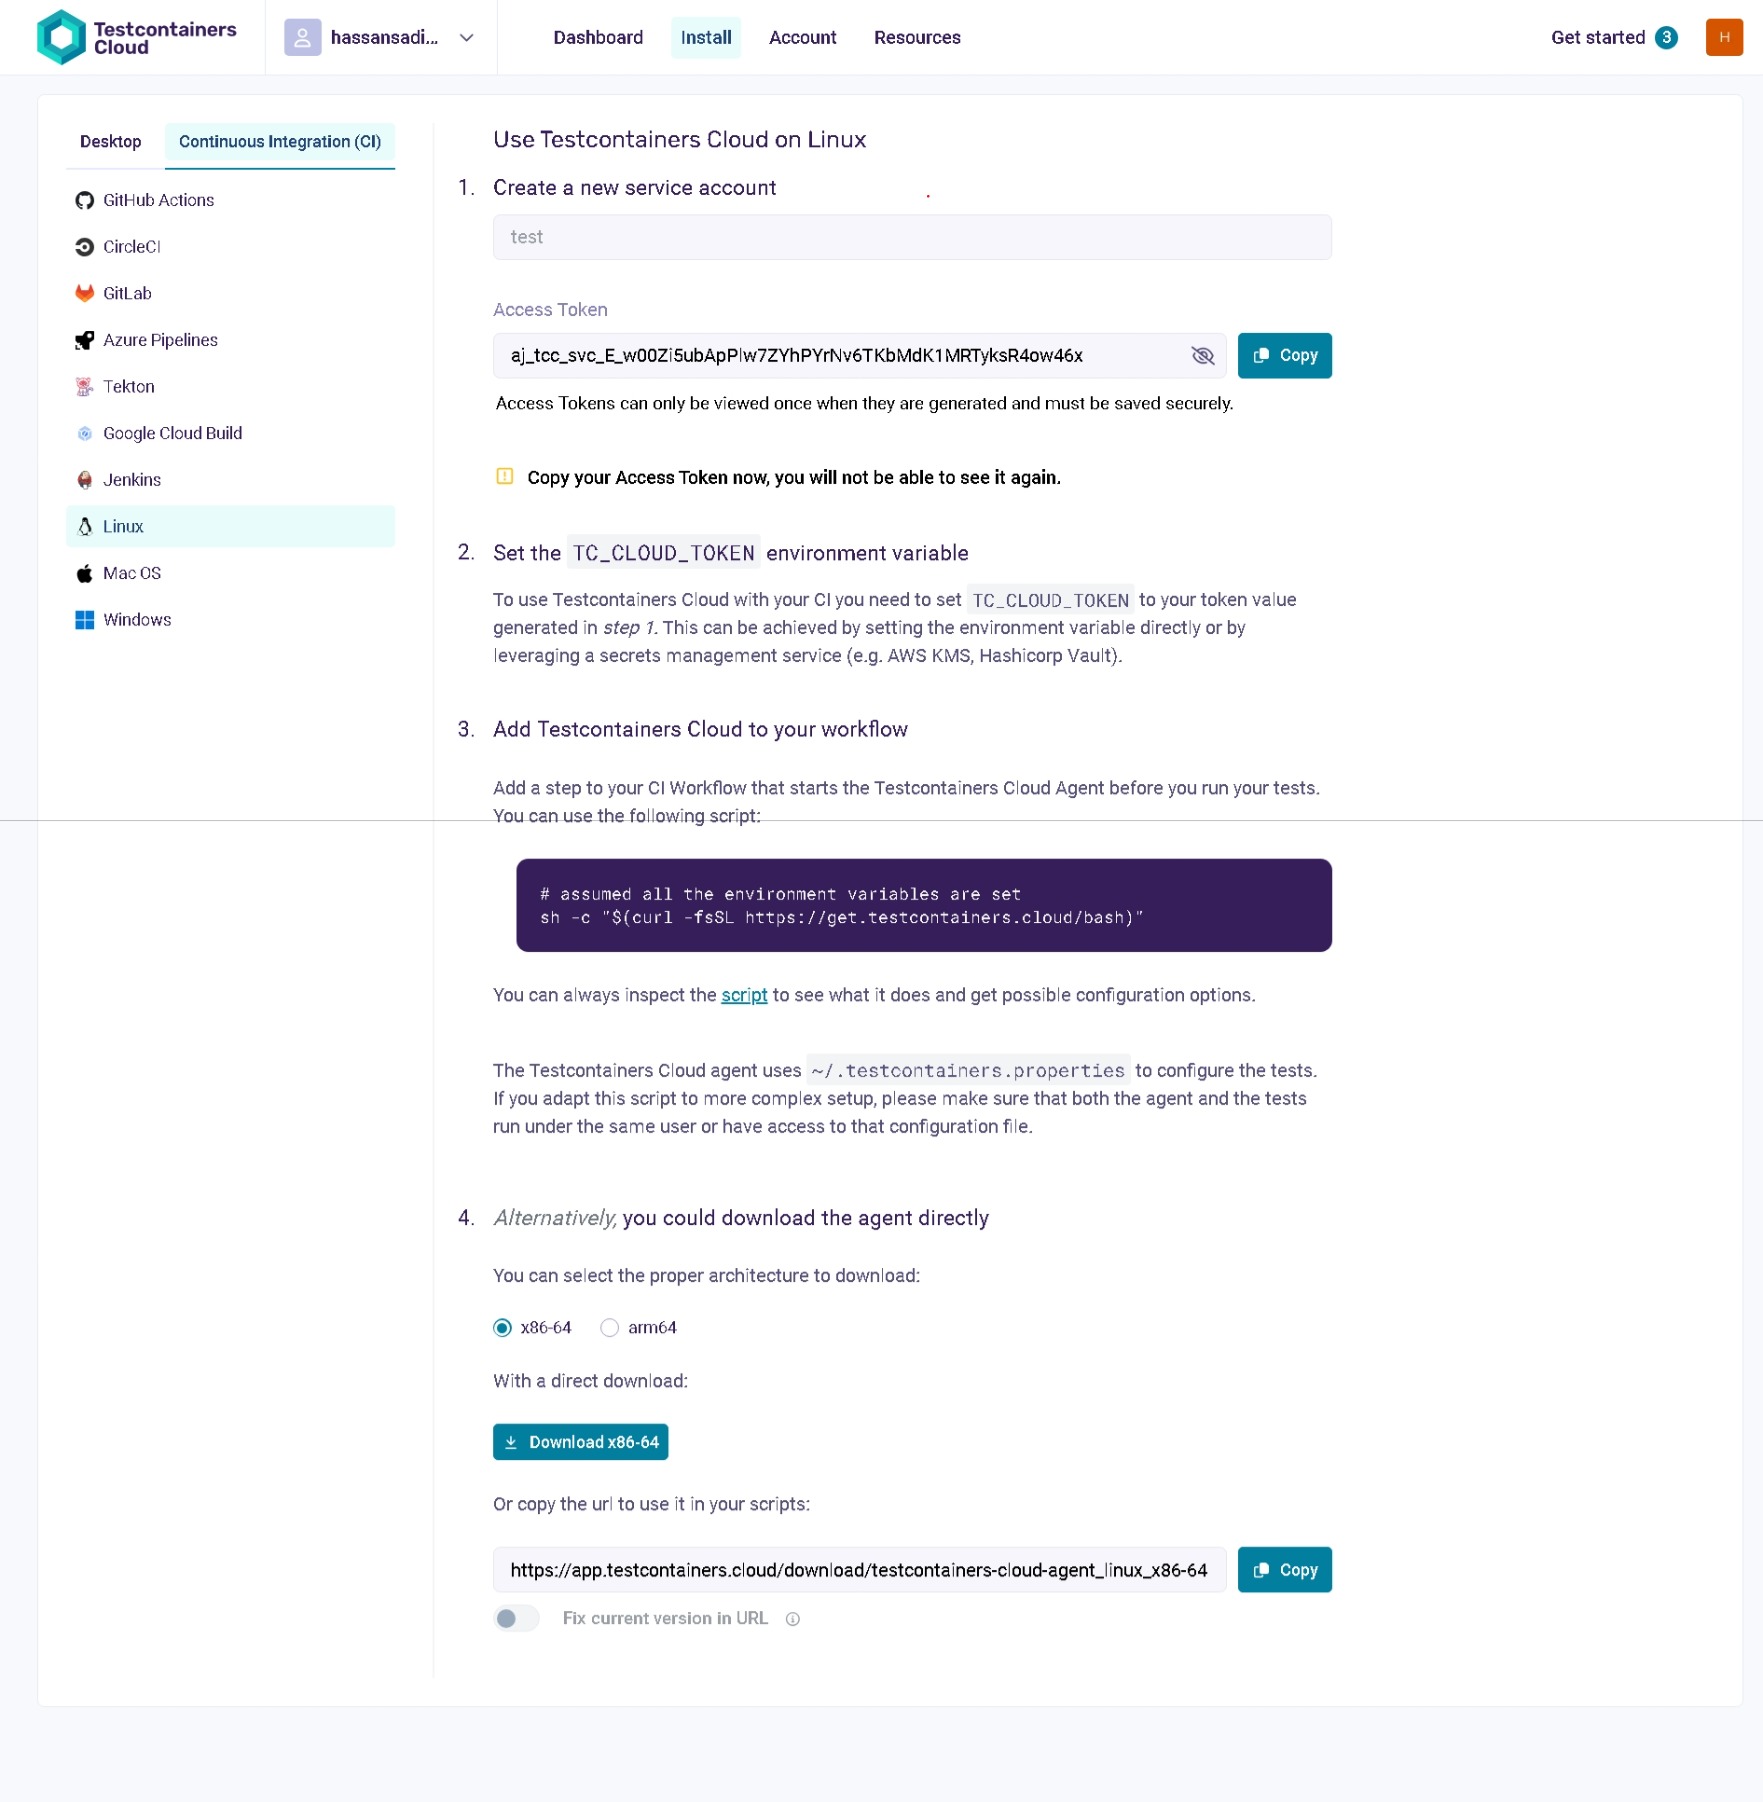 Testcontainers
Cloud
hassansadi...
Dashboard
Install
Account
Resources
Get started 3
H
Desktop
Continuous Integration (CI)
GitHub Actions
CircleCI
GitLab
Azure Pipelines
Tekton
Google Cloud Build
Jenkins
Linux
Mac OS
Windows
Use Testcontainers Cloud on Linux
1. Create a new service account
test
Access Token
aj_tcc_svc_E_w00Zi5ubApPlw7ZYhPYrNv6TKbMdK1MRTyksR4ow46x
Copy
Access Tokens can only be viewed once when they are generated and must be saved securely.
Copy your Access Token now, you will not be able to see it again.
2. Set the TC_CLOUD_TOKEN environment variable
To use Testcontainers Cloud with your CI you need to set TC_CLOUD_TOKEN to your token value
generated in step 1. This can be achieved by setting the environment variable directly or by
leveraging a secrets management service (e.g. AWS KMS, Hashicorp Vault).
3. Add Testcontainers Cloud to your workflow
Add a step to your CI Workflow that starts the Testcontainers Cloud Agent before you run your tests.
You can use the following script:
# assumed all the environment variables are set
sh -c "$(curl -fsSL https://get.testcontainers.cloud/bash)"
You can always inspect the script to see what it does and get possible configuration options.
The Testcontainers Cloud agent uses ~/.testcontainers.properties to configure the tests.
If you adapt this script to more complex setup, please make sure that both the agent and the tests
run under the same user or have access to that configuration file.
4. Alternatively, you could download the agent directly
You can select the proper architecture to download:
x86-64
arm64
With a direct download:
Download x86-64
Or copy the url to use it in your scripts:
https://app.testcontainers.cloud/download/testcontainers-cloud-agent_linux_x86-64
Copy
Fix current version in URL